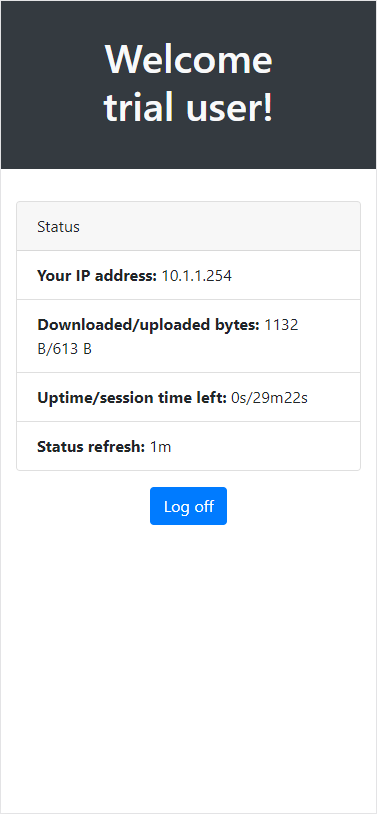 Welcome
trial user!
Status
Your IP address: 10.1.1.254
Downloaded/uploaded bytes: 1132
B/613 B
Uptime/session time left: 0s/29m22s
Status refresh: 1m
Log off